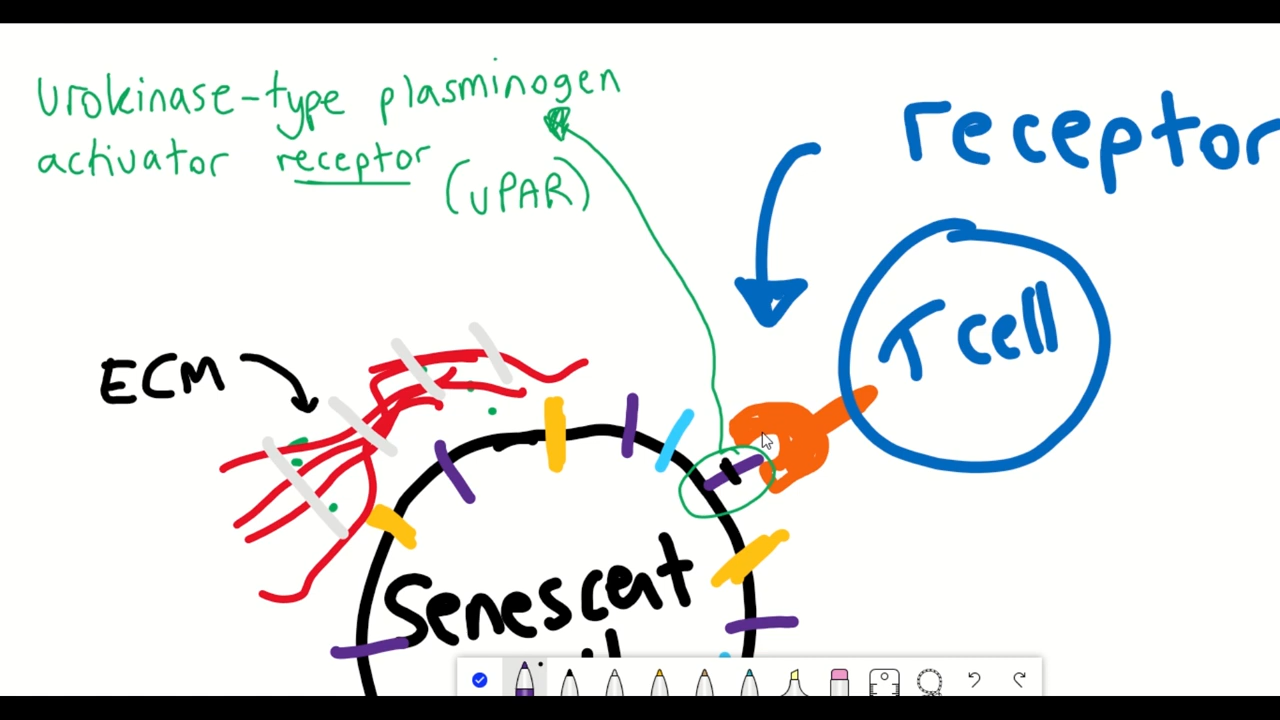 Urokinase-type plasminogen
activator receptor
(uPAR)
receptor
T cell
ECM
Senescent